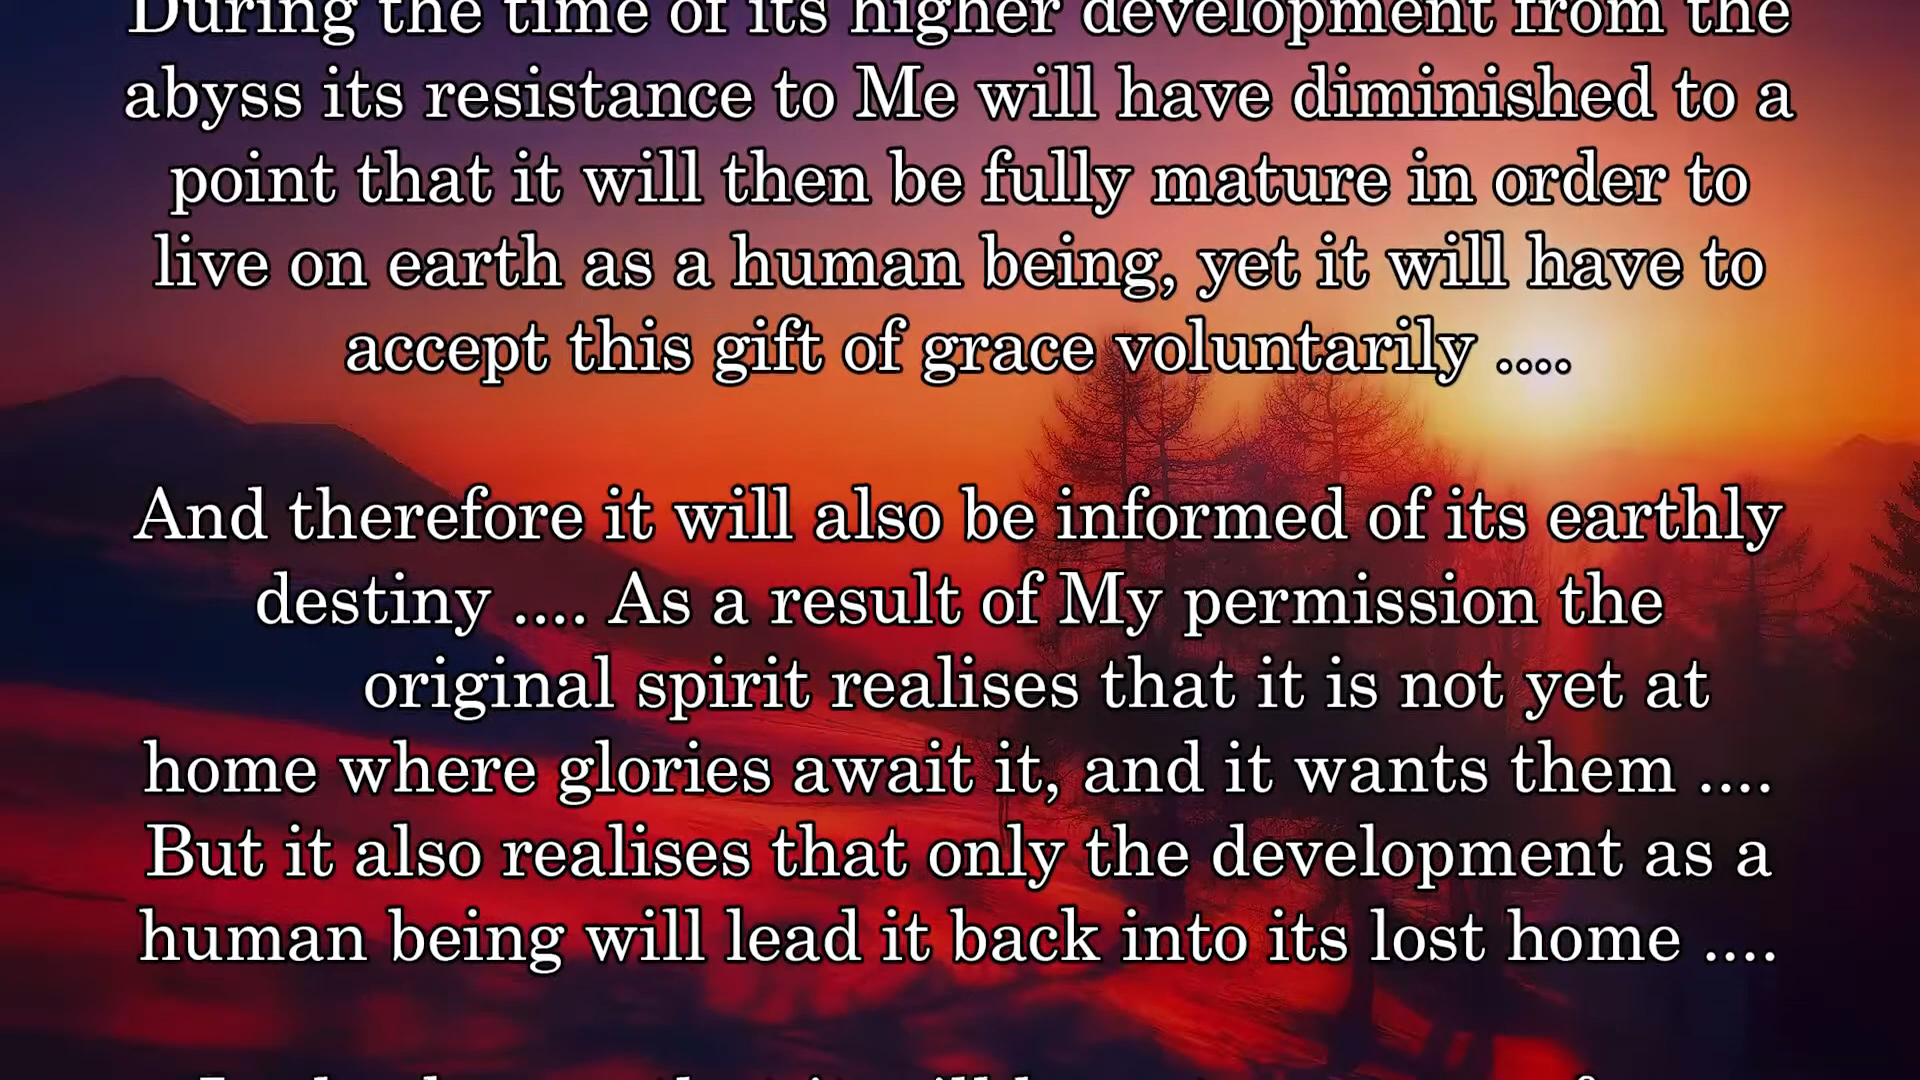 During the time of its higher development from the
abyss its resistance to Me will have diminished to a
point that it will then be fully mature in order to
live on earth as a human being, yet it will have to
accept this gift of grace voluntarily ....
And therefore it will also be informed of its earthly
destiny .... As a result of My permission the
original spirit realises that it is not yet at
home where glories await it, and it wants them ....
But it also realises that only the development as a
human being will lead it back into its lost home ....